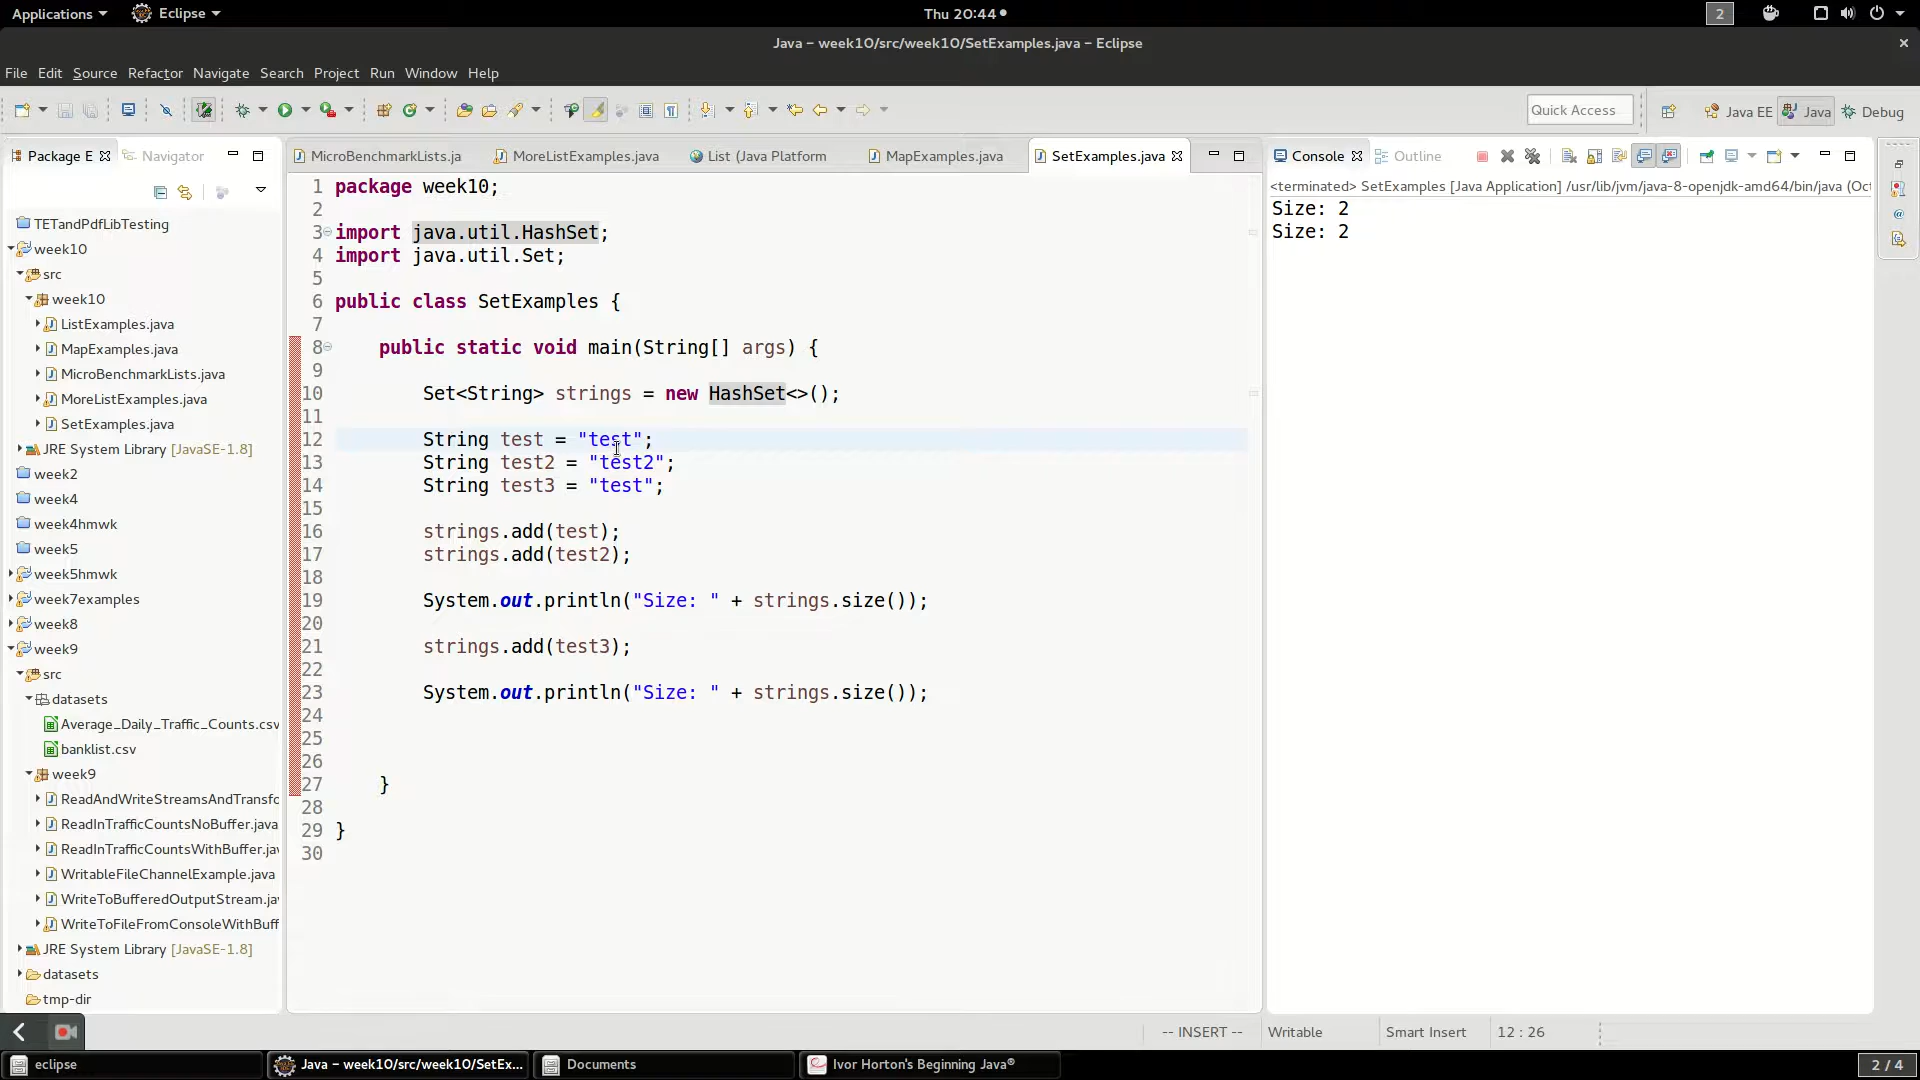 Applications
Eclipse
Thu 20:44
2
Java – week10/src/week10/SetExamples.java – Eclipse
File Edit Source Refactor Navigate Search Project Run Window Help
Quick Access
Java EE
Java
Debug
Package E
Navigator
TETandPdfLibTesting
week10
src
week10
ListExamples.java
MapExamples.java
MicroBenchmarkLists.java
MoreListExamples.java
SetExamples.java
JRE System Library [JavaSE-1.8]
week2
week4
week4hmwk
week5
week5hmwk
week7examples
week8
week9
src
datasets
Average_Daily_Traffic_Counts.csv
banklist.csv
week9
ReadAndWriteStreamsAndTransfo
ReadInTrafficCountsNoBuffer.java
ReadInTrafficCountsWithBuffer.jav
WritableFileChannelExample.java
WriteToBufferedOutputStream.jav
WriteToFileFromConsoleWithBuff
JRE System Library [JavaSE-1.8]
datasets
tmp-dir
MicroBenchmarkLists.ja
MoreListExamples.java
List (Java Platform
MapExamples.java
SetExamples.java
1 package week10;
2
3 import java.util.HashSet;
4 import java.util.Set;
5
6 public class SetExamples {
7
8 public static void main(String[] args) {
9
10 Set<String> strings = new HashSet<>();
11
12 String test = "test";
13 String test2 = "test2";
14 String test3 = "test";
15
16 strings.add(test);
17 strings.add(test2);
18
19 System.out.println("Size: " + strings.size());
20
21 strings.add(test3);
22
23 System.out.println("Size: " + strings.size());
24
25
26
27 }
28
29 }
30
Console
Outline
<terminated> SetExamples [Java Application] /usr/lib/jvm/java-8-openjdk-amd64/bin/java (Oct
Size: 2
Size: 2
-- INSERT --
Writable
Smart Insert
12 : 26
eclipse
Java – week10/src/week10/SetEx...
Documents
Ivor Horton's Beginning Java®
2 / 4